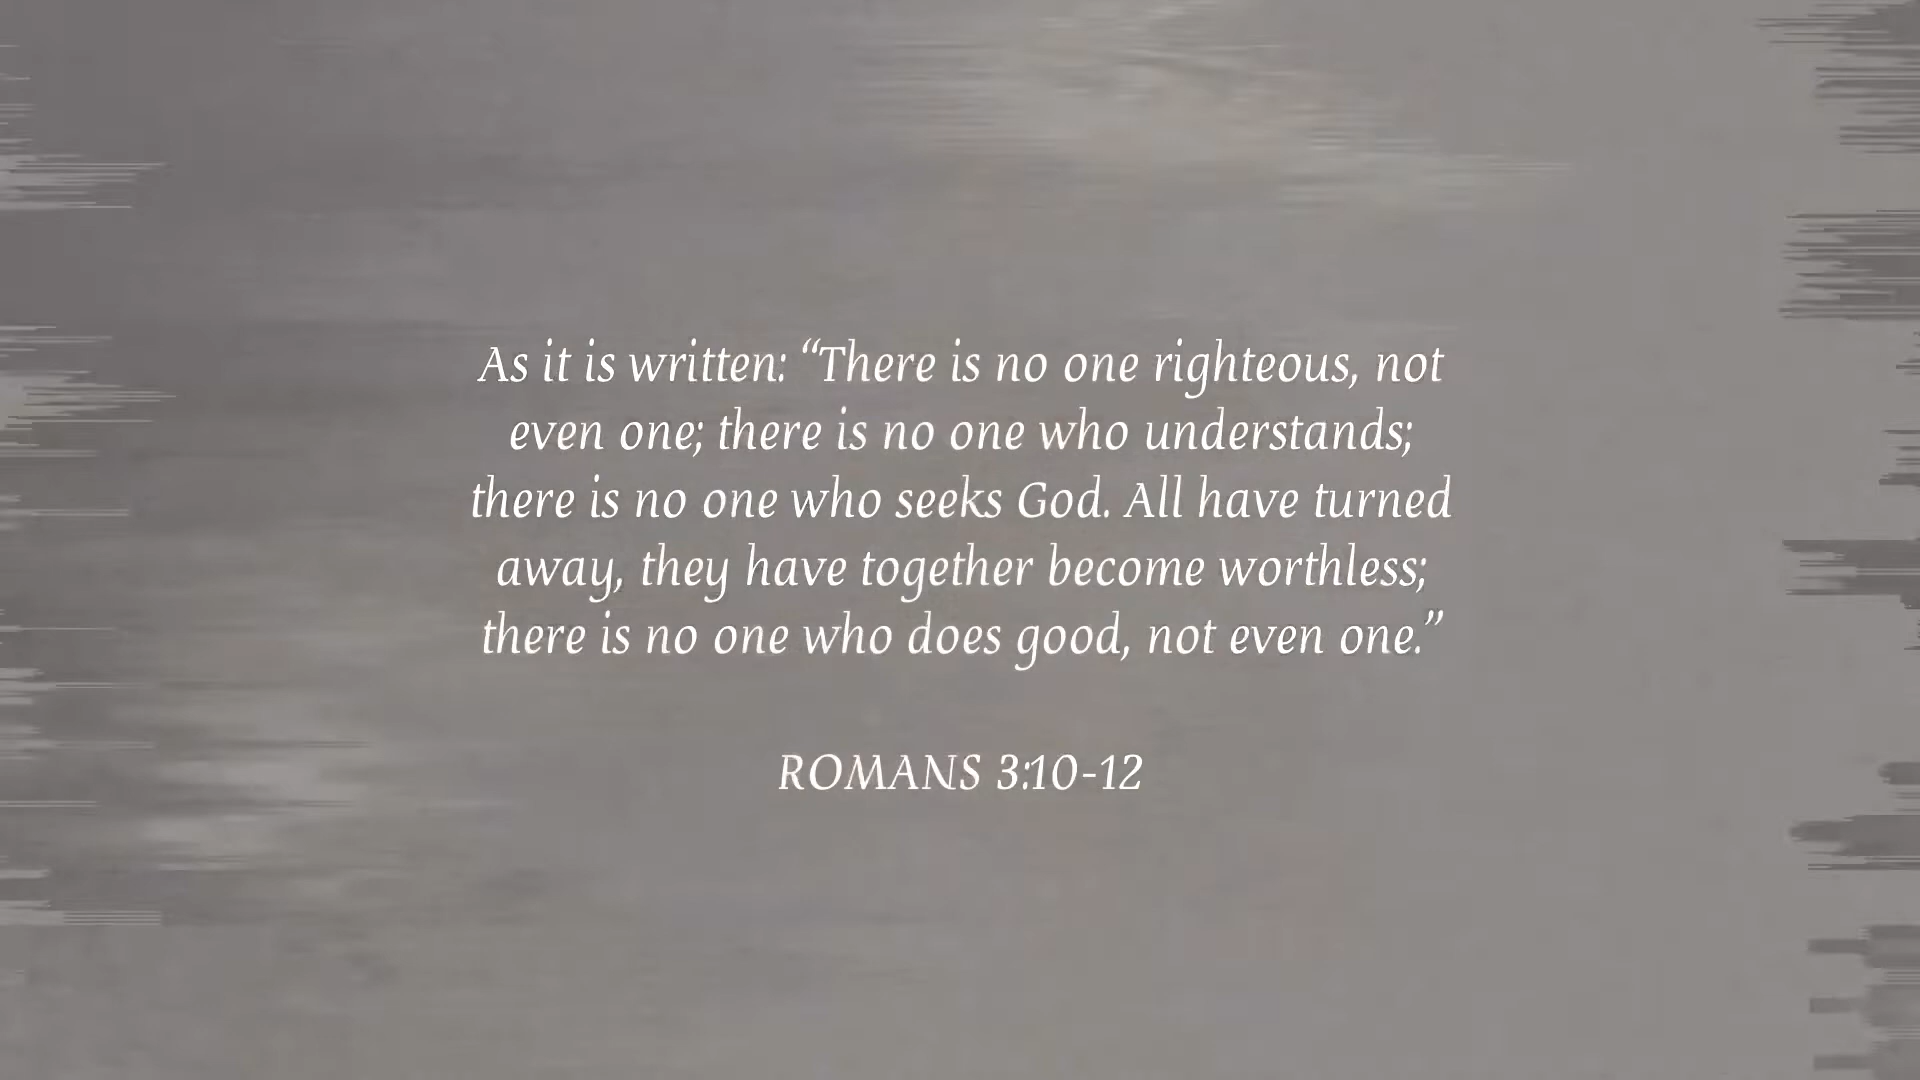 As it is written: “There is no one righteous, not
even one; there is no one who understands;
there is no one who seeks God. All have turned
away, they have together become worthless;
there is no one who does good, not even one.”
ROMANS 3:10-12